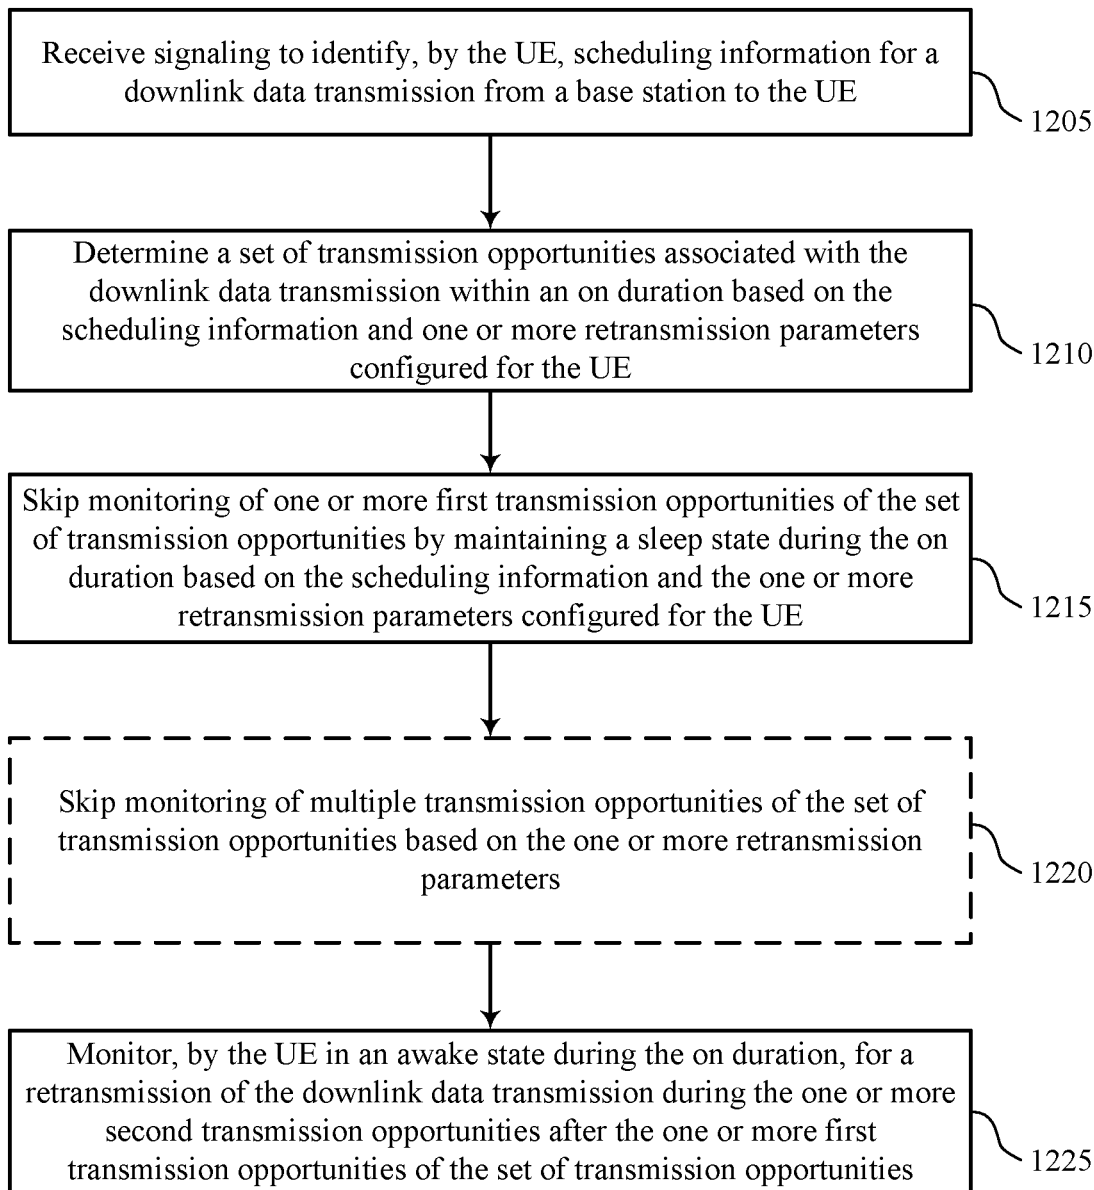 Receive signaling to identify, by the UE, scheduling information for a
downlink data transmission from a base station to the UE
1205
Determine a set of transmission opportunities associated with the
downlink data transmission within an on duration based on the
scheduling information and one or more retransmission parameters
configured for the UE
1210
Skip monitoring of one or more first transmission opportunities of the set
of transmission opportunities by maintaining a sleep state during the on
duration based on the scheduling information and the one or more
retransmission parameters configured for the UE
1215
Skip monitoring of multiple transmission opportunities of the set of
transmission opportunities based on the one or more retransmission
parameters
1220
Monitor, by the UE in an awake state during the on duration, for a
retransmission of the downlink data transmission during the one or more
second transmission opportunities after the one or more first
transmission opportunities of the set of transmission opportunities
1225